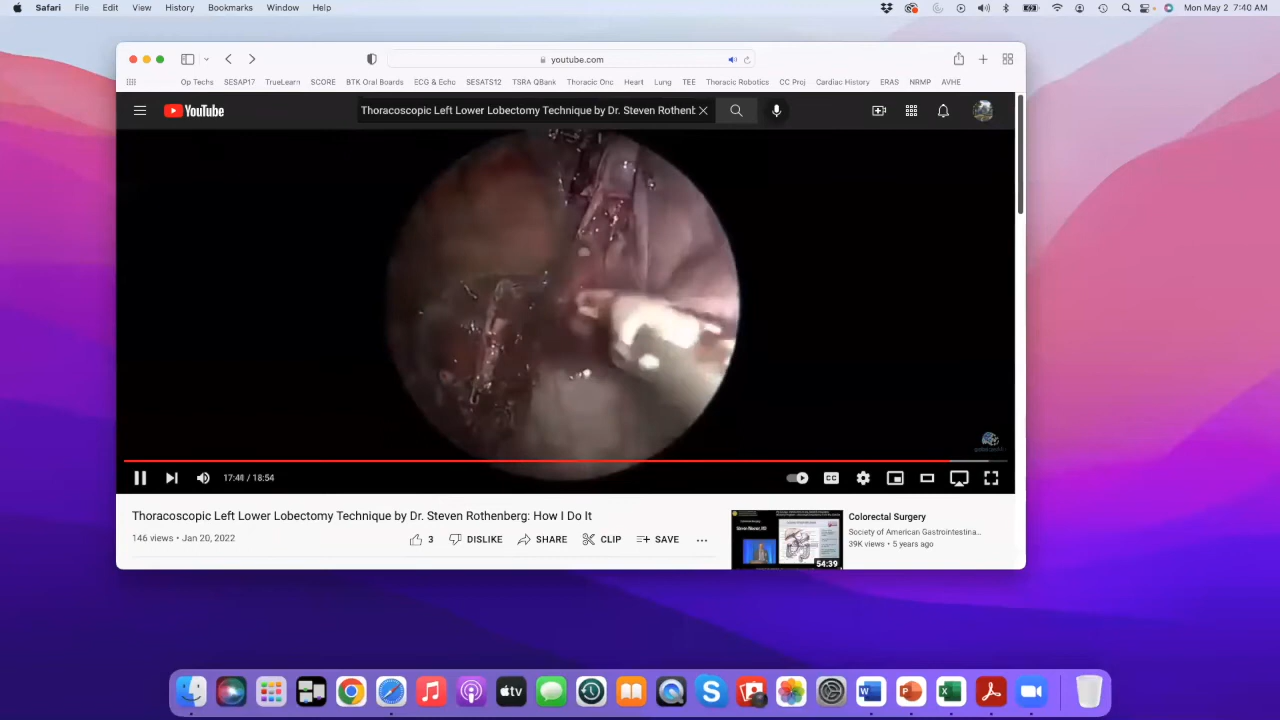 Safari File Edit View History Bookmarks Window Help
Mon May 2 7:40 AM
youtube.com
Op Techs SESAP17 TrueLearn SCORE BTK Oral Boards ECG & Echo SESATS12 TSRA QBank Thoracic Onc Heart Lung TEE Thoracic Robotics CC Proj Cardiac History ERAS NRMP AVHE
YouTube
Thoracoscopic Left Lower Lobectomy Technique by Dr. Steven Rothenb
17:41 / 18:54
CC
Thoracoscopic Left Lower Lobectomy Technique by Dr. Steven Rothenberg: How I Do It
146 views • Jan 20, 2022
3 DISLIKE SHARE CLIP SAVE
54:39
Colorectal Surgery
Society of American Gastrointestina...
39K views • 5 years ago
tv